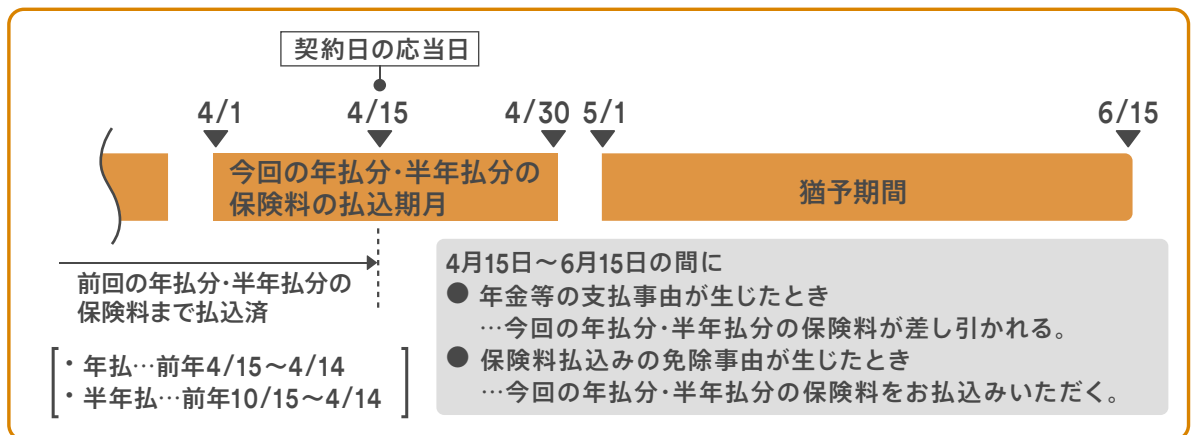 契約日の応当日
4/1 4/15 4/30 5/1 6/15
今回の年払分・半年払分の
保険料の払込期月
猶予期間
前回の年払分・半年払分の
保険料まで払込済
・年払…前年4/15～4/14
・半年払…前年10/15～4/14
4月15日～6月15日の間に
● 年金等の支払事由が生じたとき
…今回の年払分・半年払分の保険料が差し引かれる。
● 保険料払込みの免除事由が生じたとき
…今回の年払分・半年払分の保険料をお払込みいただく。